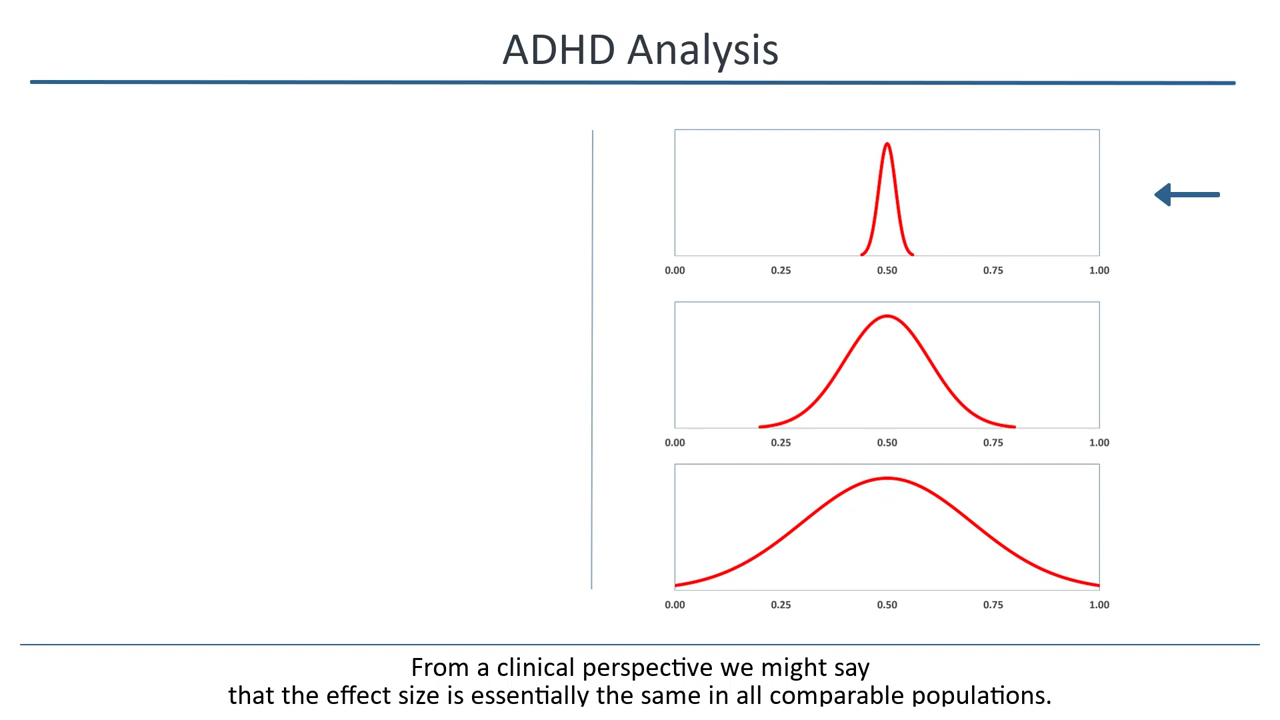 ADHD Analysis
0.00 0.25 0.50 0.75 1.00
0.00 0.25 0.50 0.75 1.00
0.00 0.25 0.50 0.75 1.00
From a clinical perspective we might say
that the effect size is essentially the same in all comparable populations.